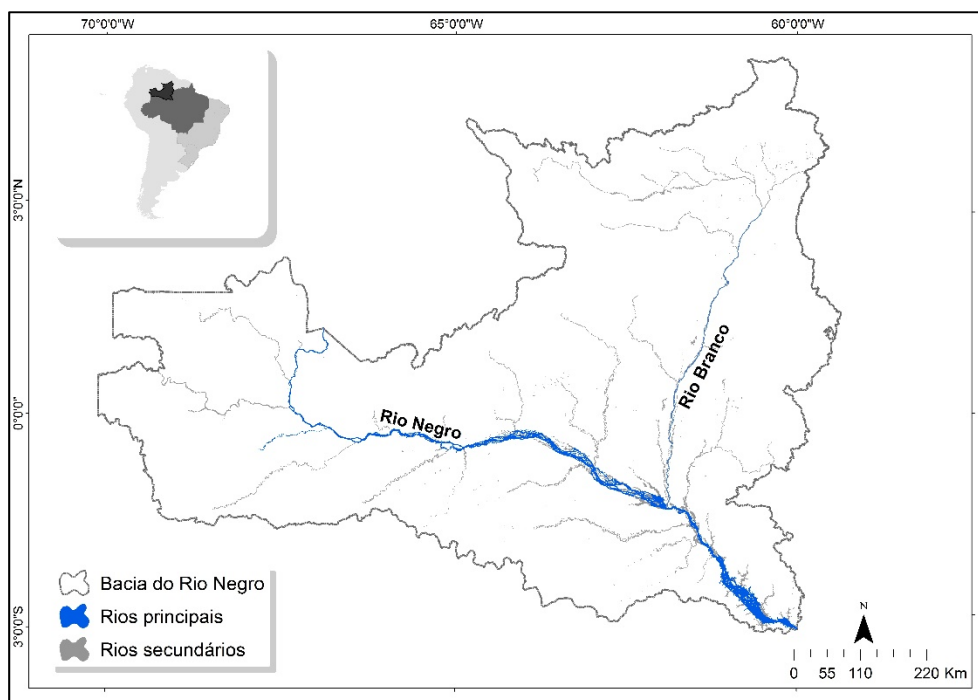 70°0'0"W 65°0'0"W 60°0'0"W
3°0'0"N
0°0'0"
3°0'0"S
Rio Branco
Rio Negro
Bacia do Rio Negro
Rios principais
Rios secundários
N
0 55 110 220 Km